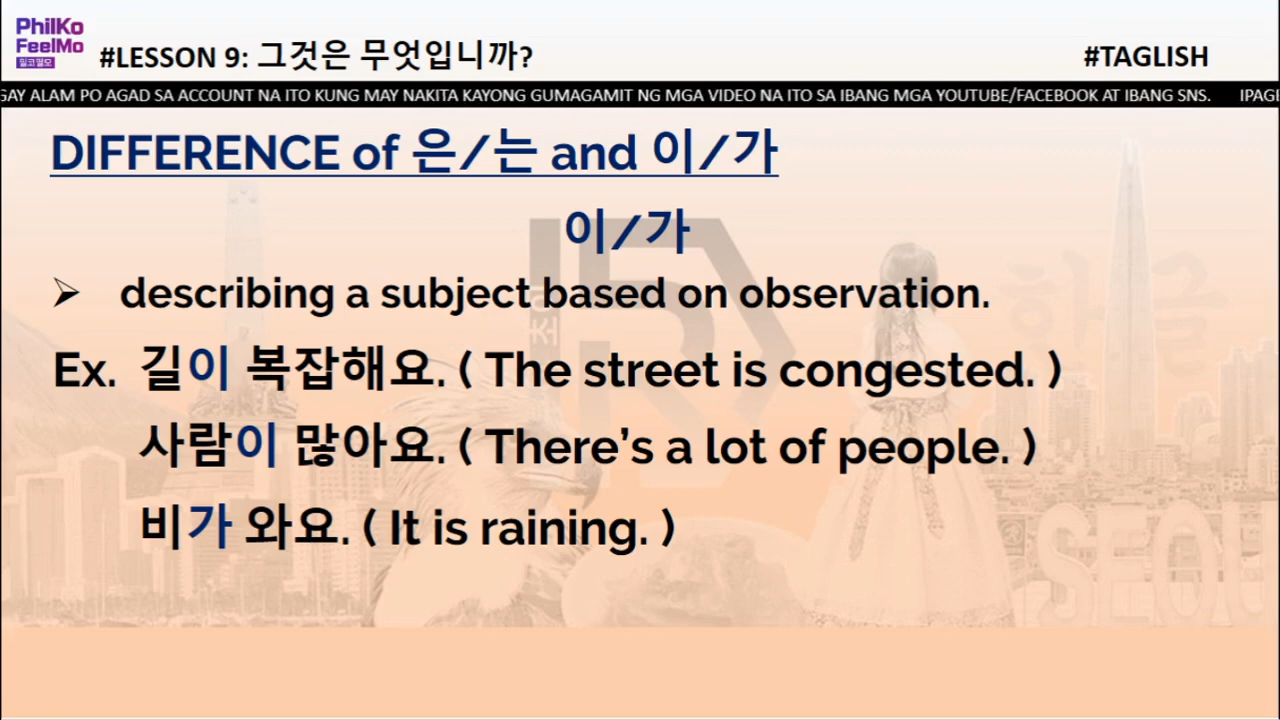 PhilKo
FeelMo
필코필모
#LESSON 9: 그것은 무엇입니까?
#TAGLISH
GAY ALAM PO AGAD SA ACCOUNT NA ITO KUNG MAY NAKITA KAYONG GUMAGAMIT NG MGA VIDEO NA ITO SA IBANG MGA YOUTUBE/FACEBOOK AT IBANG SNS. IPAG
DIFFERENCE of 은/는 and 이/가
이/가
➢ describing a subject based on observation.
Ex. 길이 복잡해요. ( The street is congested. )
사람이 많아요. ( There’s a lot of people. )
비가 와요. ( It is raining. )
한글
SEOU